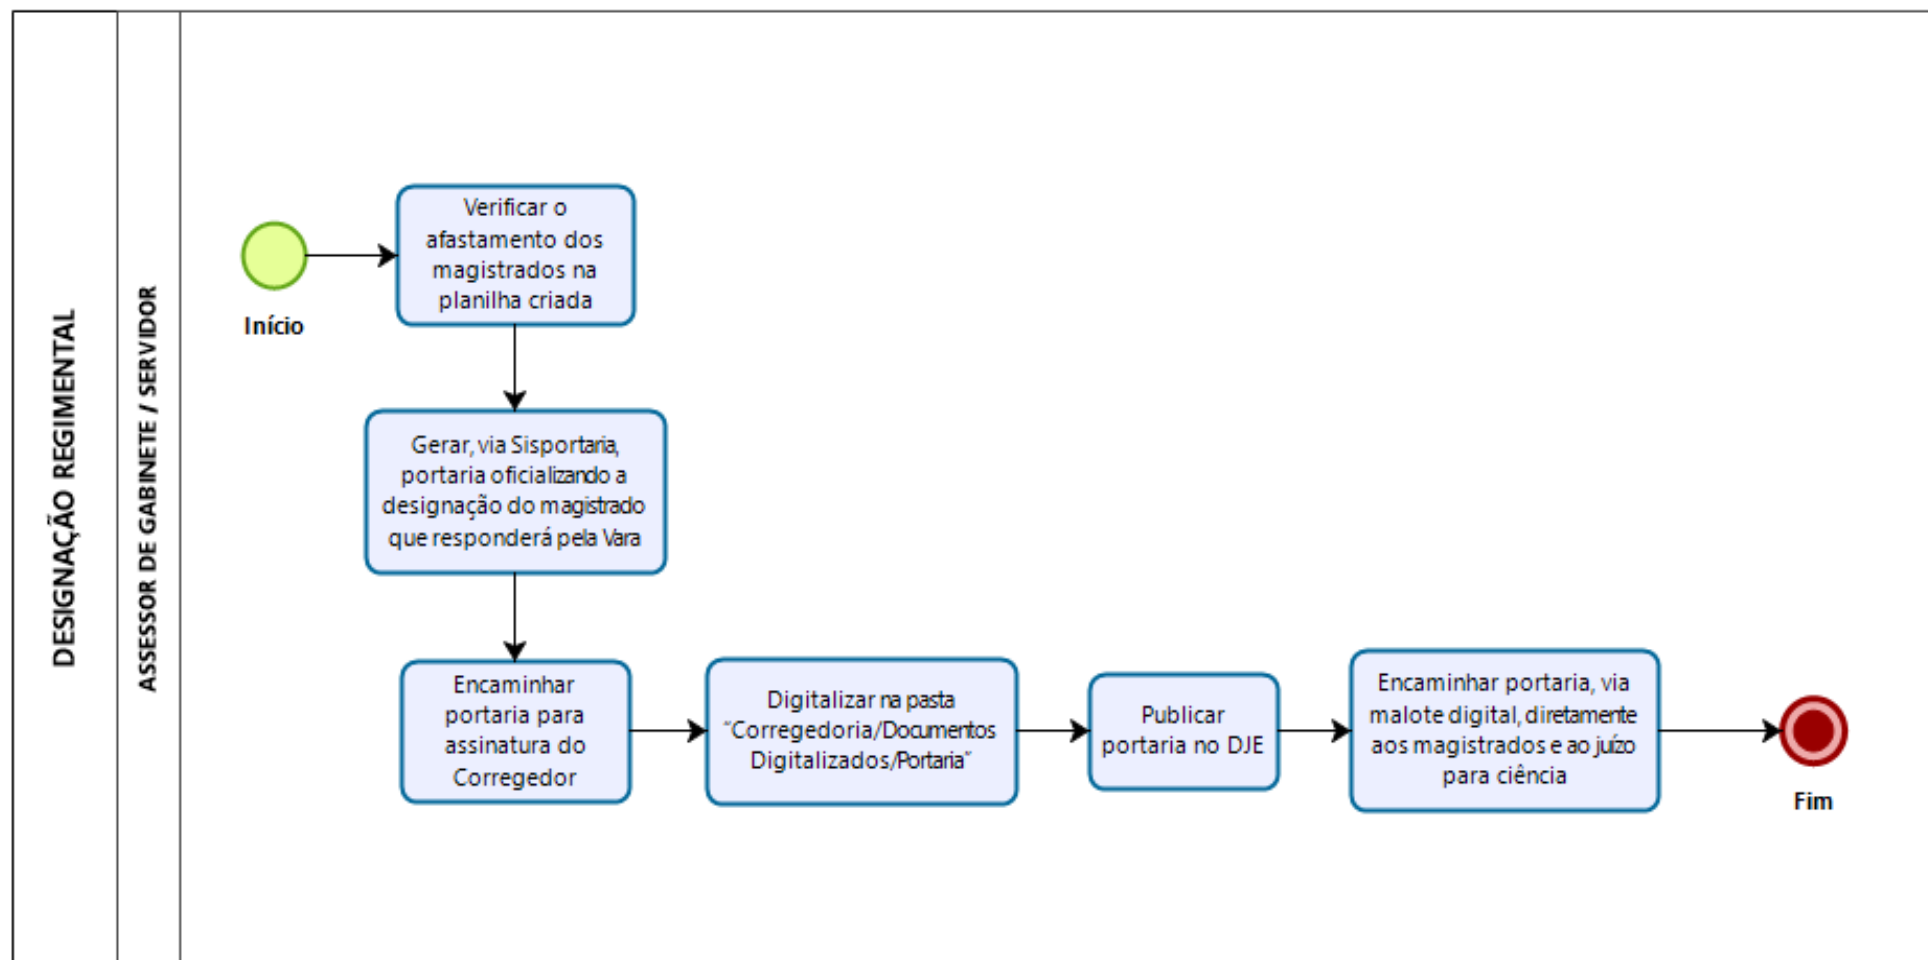 DESIGNAÇÃO REGIMENTAL
ASSESSOR DE GABINETE / SERVIDOR
Início
Verificar o
afastamento dos
magistrados na
planilha criada
Gerar, via Sisportaria,
portaria oficializando a
designação do magistrado
que responderá pela Vara
Encaminhar
portaria para
assinatura do
Corregedor
Digitalizar na pasta
"Corregedoria/Documentos
Digitalizados/Portaria"
Publicar
portaria no DJE
Encaminhar portaria, via
malote digital, diretamente
aos magistrados e ao juízo
para ciência
Fim